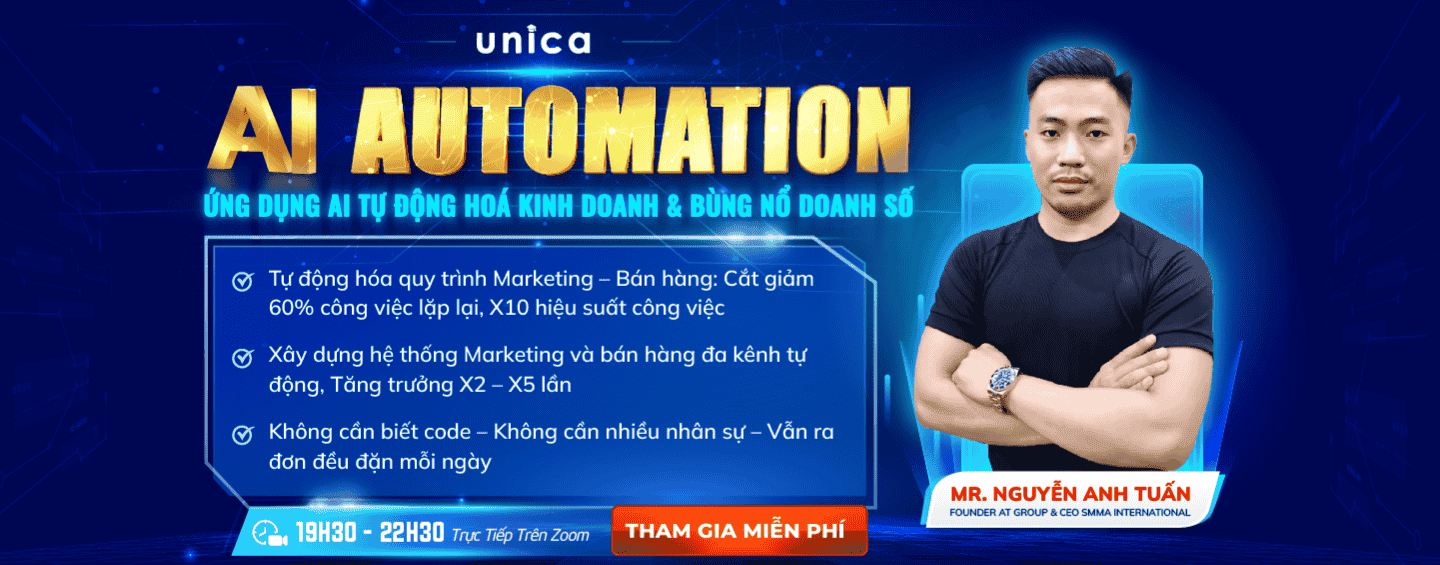 unica
AI AUTOMATION
ỨNG DỤNG AI TỰ ĐỘNG HOÁ KINH DOANH & BÙNG NỔ DOANH SỐ
Tự động hóa quy trình Marketing – Bán hàng: Cắt giảm
60% công việc lặp lại, X10 hiệu suất công việc
Xây dựng hệ thống Marketing và bán hàng đa kênh tự
động, Tăng trưởng X2 – X5 lần
Không cần biết code – Không cần nhiều nhân sự – Vẫn ra
đơn đều đặn mỗi ngày
19H30 - 22H30 Trực Tiếp Trên Zoom
THAM GIA MIỄN PHÍ
MR. NGUYỄN ANH TUẤN
FOUNDER AT GROUP & CEO SMMA INTERNATIONAL